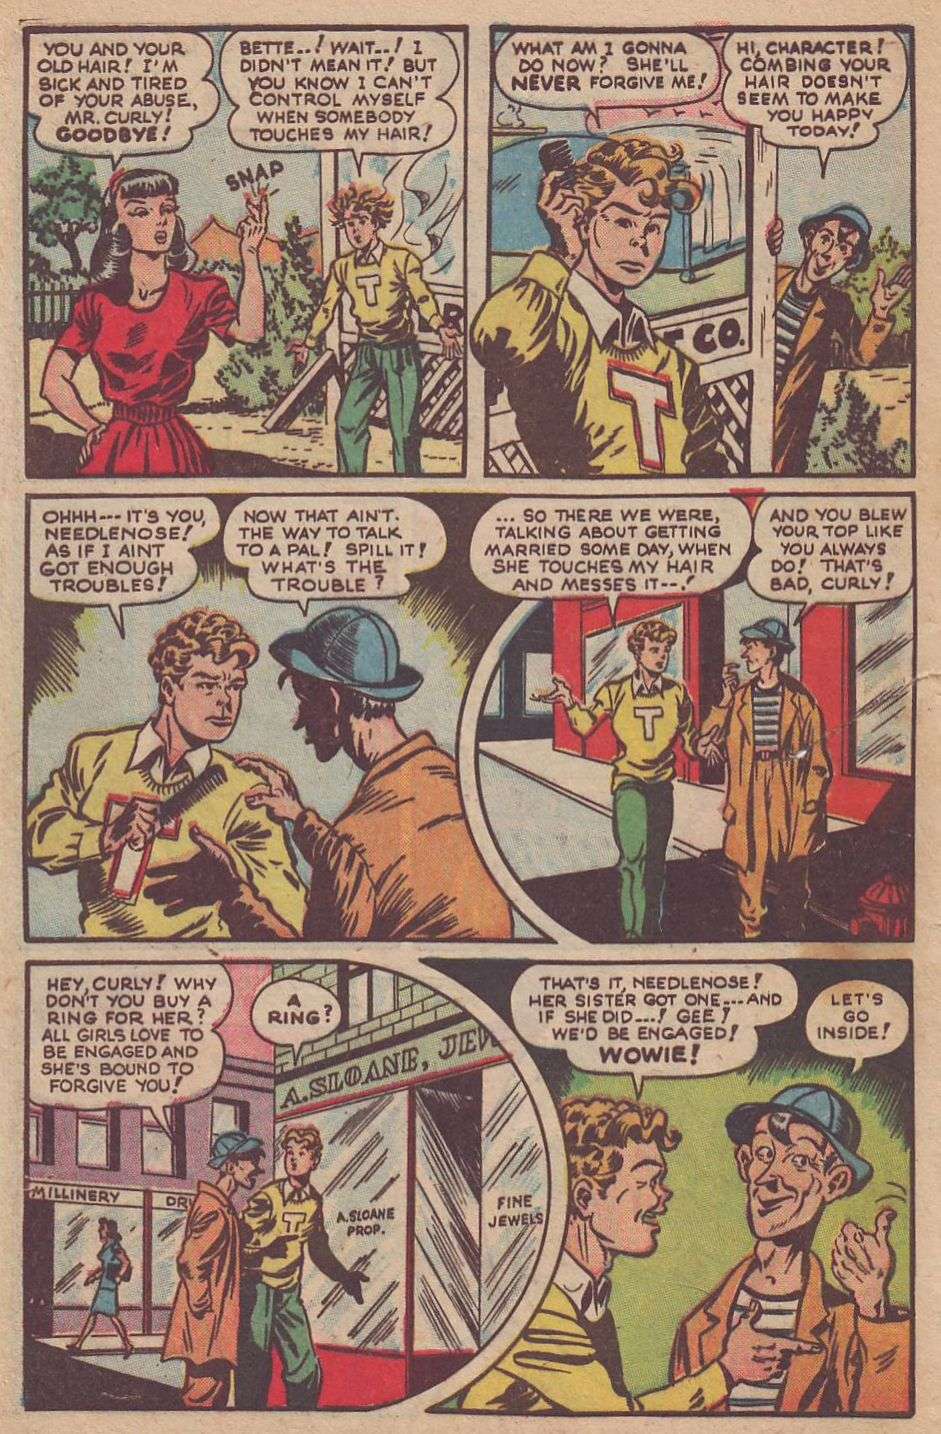 YOU AND YOUR
OLD HAIR! I'M
SICK AND TIRED
OF YOUR ABUSE,
MR. CURLY!
GOODBYE!
BETTE..! WAIT..! I
DIDN'T MEAN IT! BUT
YOU KNOW I CAN'T
CONTROL MYSELF
WHEN SOMEBODY
TOUCHES MY HAIR!
SNAP
T
WHAT AM I GONNA
DO NOW? SHE'LL
NEVER FORGIVE ME!
HI, CHARACTER!
COMBING YOUR
HAIR DOESN'T
SEEM TO MAKE
YOU HAPPY
TODAY!
CO.
T
OHHH--- IT'S YOU,
NEEDLENOSE!
AS IF I AINT
GOT ENOUGH
TROUBLES!
NOW THAT AIN'T
THE WAY TO TALK
TO A PAL! SPILL IT!
WHAT'S THE
TROUBLE?
... SO THERE WE WERE,
TALKING ABOUT GETTING
MARRIED SOME DAY, WHEN
SHE TOUCHES MY HAIR
AND MESSES IT--!
AND YOU BLEW
YOUR TOP LIKE
YOU ALWAYS
DO! THAT'S
BAD, CURLY!
T
HEY, CURLY! WHY
DON'T YOU BUY A
RING FOR HER?
ALL GIRLS LOVE TO
BE ENGAGED AND
SHE'S BOUND TO
FORGIVE YOU!
A
RING?
A. SLOANE, JEW
MILLINERY
DR
T
A. SLOANE
PROP.
FINE
JEWELS
THAT'S IT, NEEDLENOSE!
HER SISTER GOT ONE---AND
IF SHE DID---! GEE!
WE'D BE ENGAGED!
WOWIE!
LET'S
GO
INSIDE!